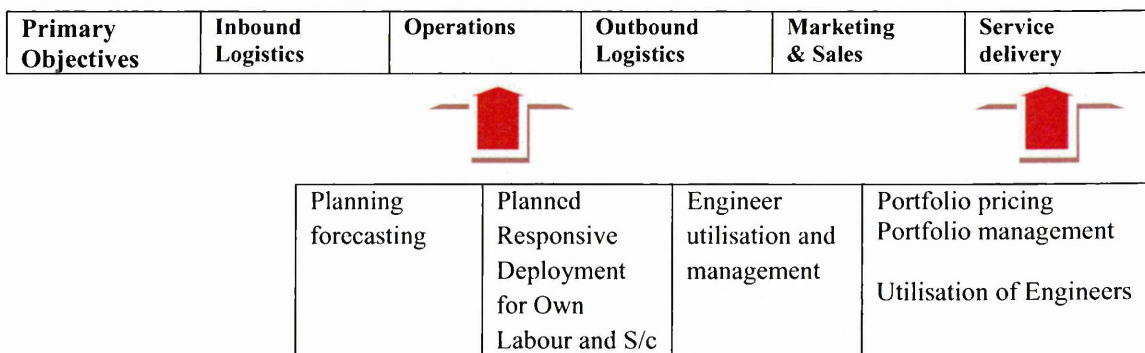 Primary
Objectives
Inbound
Logistics
Operations
Outbound
Logistics
Marketing
& Sales
Service
delivery
Planning
forecasting
Planned
Responsive
Deployment
for Own
Labour and S/c
Engineer
utilisation and
management
Portfolio pricing
Portfolio management
Utilisation of Engineers